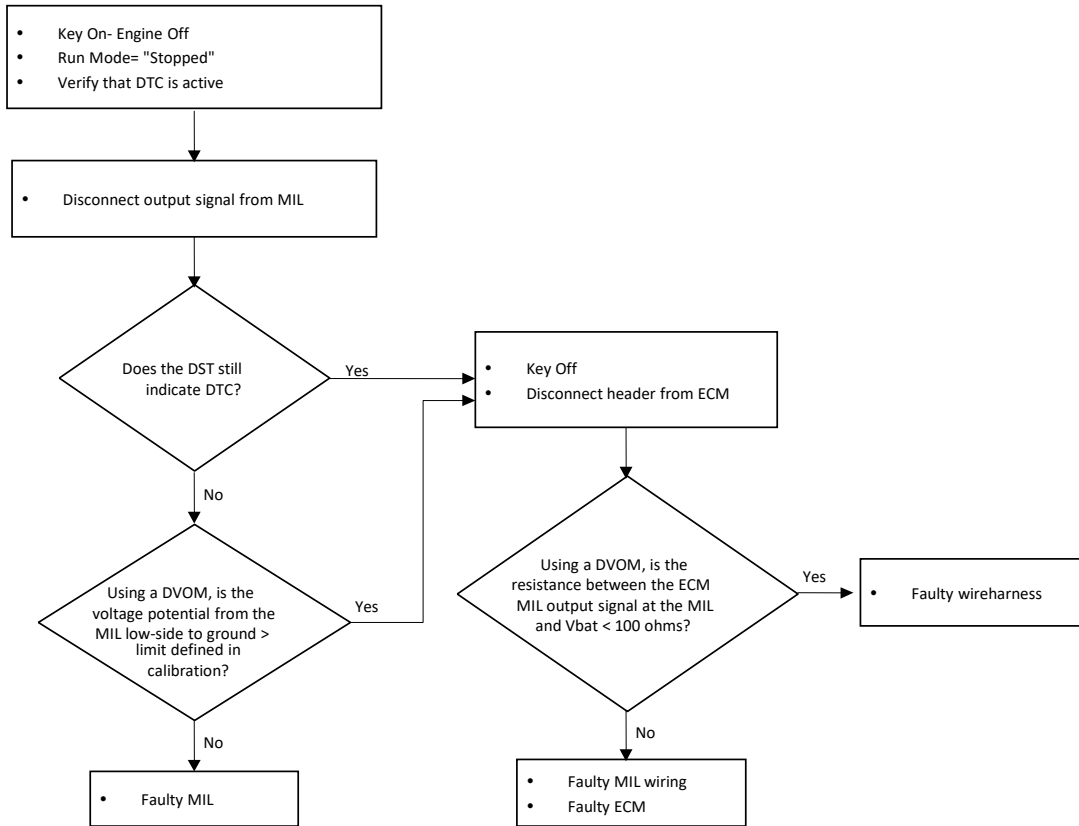 • Key On- Engine Off
• Run Mode= "Stopped"
• Verify that DTC is active
• Disconnect output signal from MIL
Does the DST still
indicate DTC?
Yes
No
• Key Off
• Disconnect header from ECM
Using a DVOM, is the
voltage potential from the
MIL low-side to ground >
limit defined in
calibration?
Yes
No
Using a DVOM, is the
resistance between the ECM
MIL output signal at the MIL
and Vbat < 100 ohms?
Yes
• Faulty wireharness
No
• Faulty MIL
• Faulty MIL wiring
• Faulty ECM